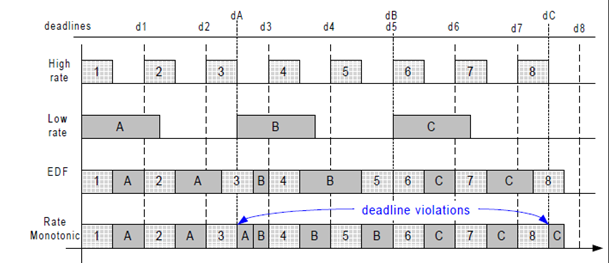 dA dB dC
deadlines d1 d2 d3 d5 d6 d7 d8
High rate 1 2 3 4 5 6 7 8
Low rate A B C
EDF 1 A 2 A 3 B 4 B 5 6 C 7 C 8
deadline violations
Rate Monotonic 1 A 2 A 3 A B 4 B 5 B 6 C 7 C 8 C